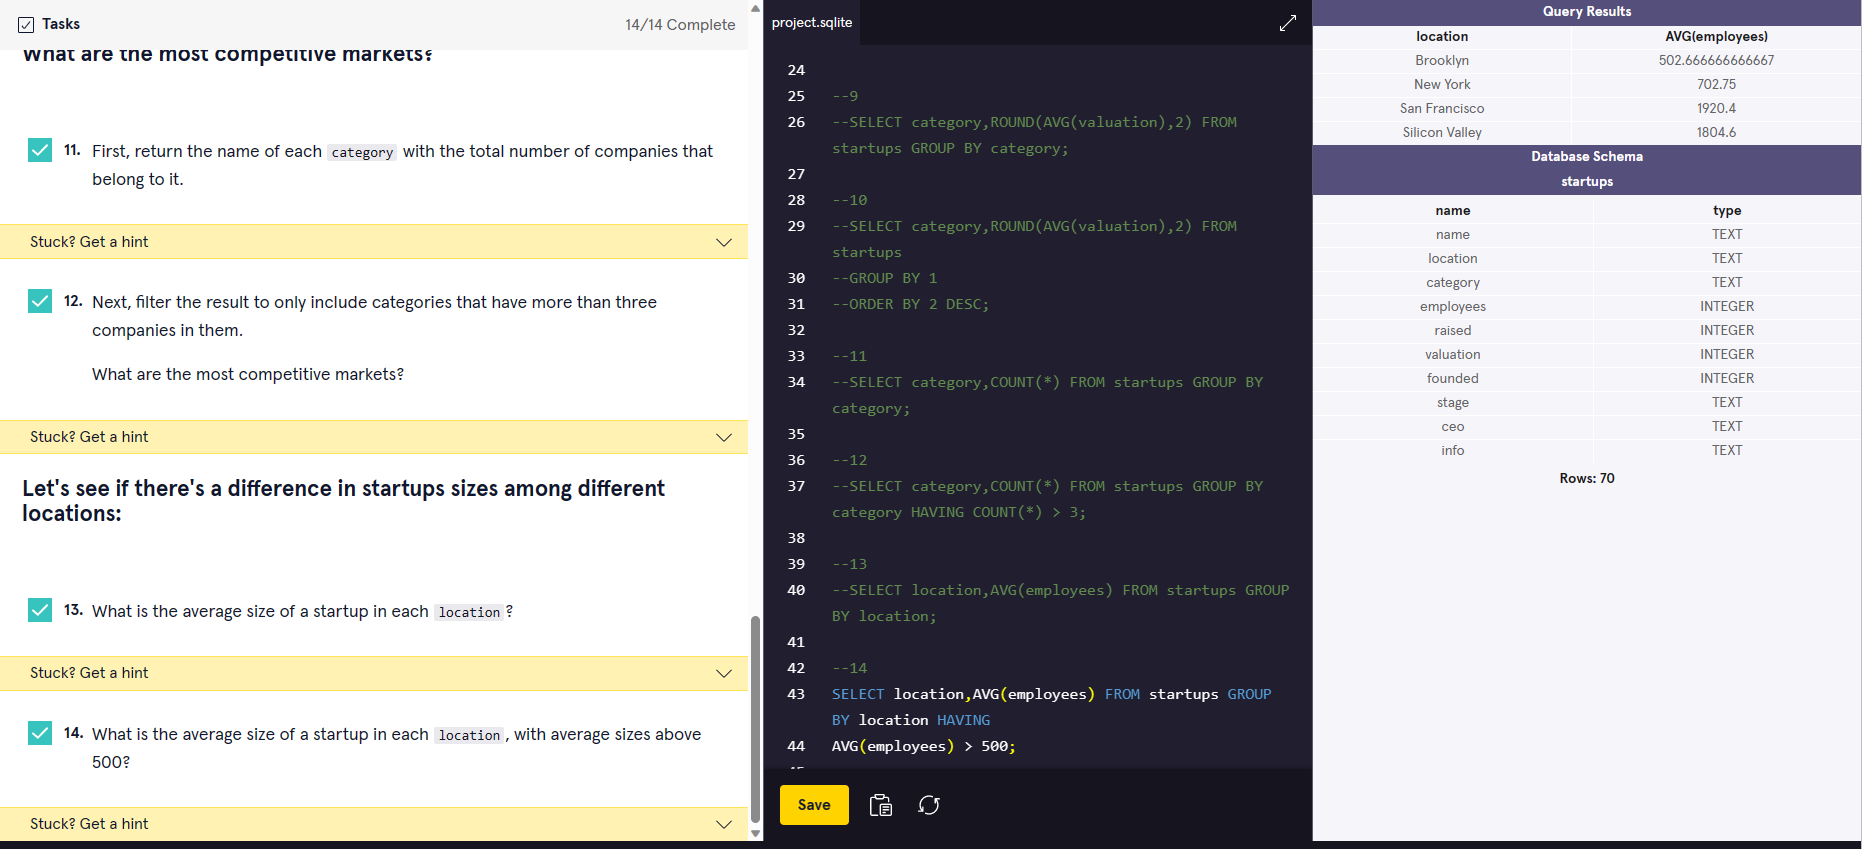 Tasks
14/14 Complete
What are the most competitive markets?
11. First, return the name of each category with the total number of companies that
belong to it.
Stuck? Get a hint
12. Next, filter the result to only include categories that have more than three
companies in them.
What are the most competitive markets?
Stuck? Get a hint
Let's see if there's a difference in startups sizes among different
locations:
13. What is the average size of a startup in each location?
Stuck? Get a hint
14. What is the average size of a startup in each location, with average sizes above
500?
Stuck? Get a hint
project.sqlite
24
25 --9
26 --SELECT category,ROUND(AVG(valuation),2) FROM
startups GROUP BY category;
27
28 --10
29 --SELECT category,ROUND(AVG(valuation),2) FROM
startups
30 --GROUP BY 1
31 --ORDER BY 2 DESC;
32
33 --11
34 --SELECT category,COUNT(*) FROM startups GROUP BY
category;
35
36 --12
37 --SELECT category,COUNT(*) FROM startups GROUP BY
category HAVING COUNT(*) > 3;
38
39 --13
40 --SELECT location,AVG(employees) FROM startups GROUP
BY location;
41
42 --14
43 SELECT location,AVG(employees) FROM startups GROUP
BY location HAVING
44 AVG(employees) > 500;
Save
Query Results
location AVG(employees)
Brooklyn 502.666666666667
New York 702.75
San Francisco 1920.4
Silicon Valley 1804.6
Database Schema
startups
name type
name TEXT
location TEXT
category TEXT
employees INTEGER
raised INTEGER
valuation INTEGER
founded INTEGER
stage TEXT
ceo TEXT
info TEXT
Rows: 70